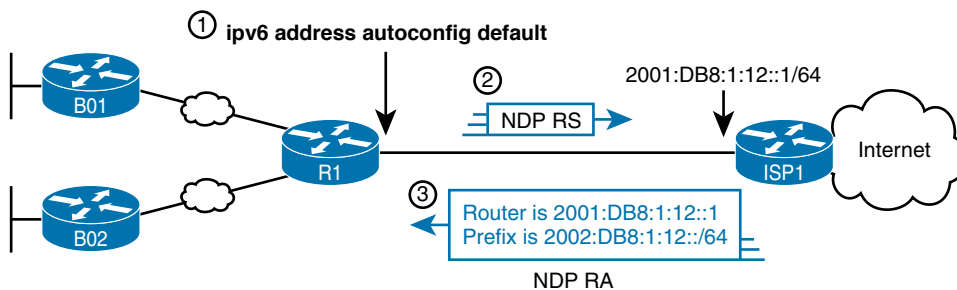 ① ipv6 address autoconfig default
②
2001:DB8:1:12::1/64
B01
NDP RS
R1
ISP1
Internet
③
Router is 2001:DB8:1:12::1
Prefix is 2002:DB8:1:12::/64
B02
NDP RA